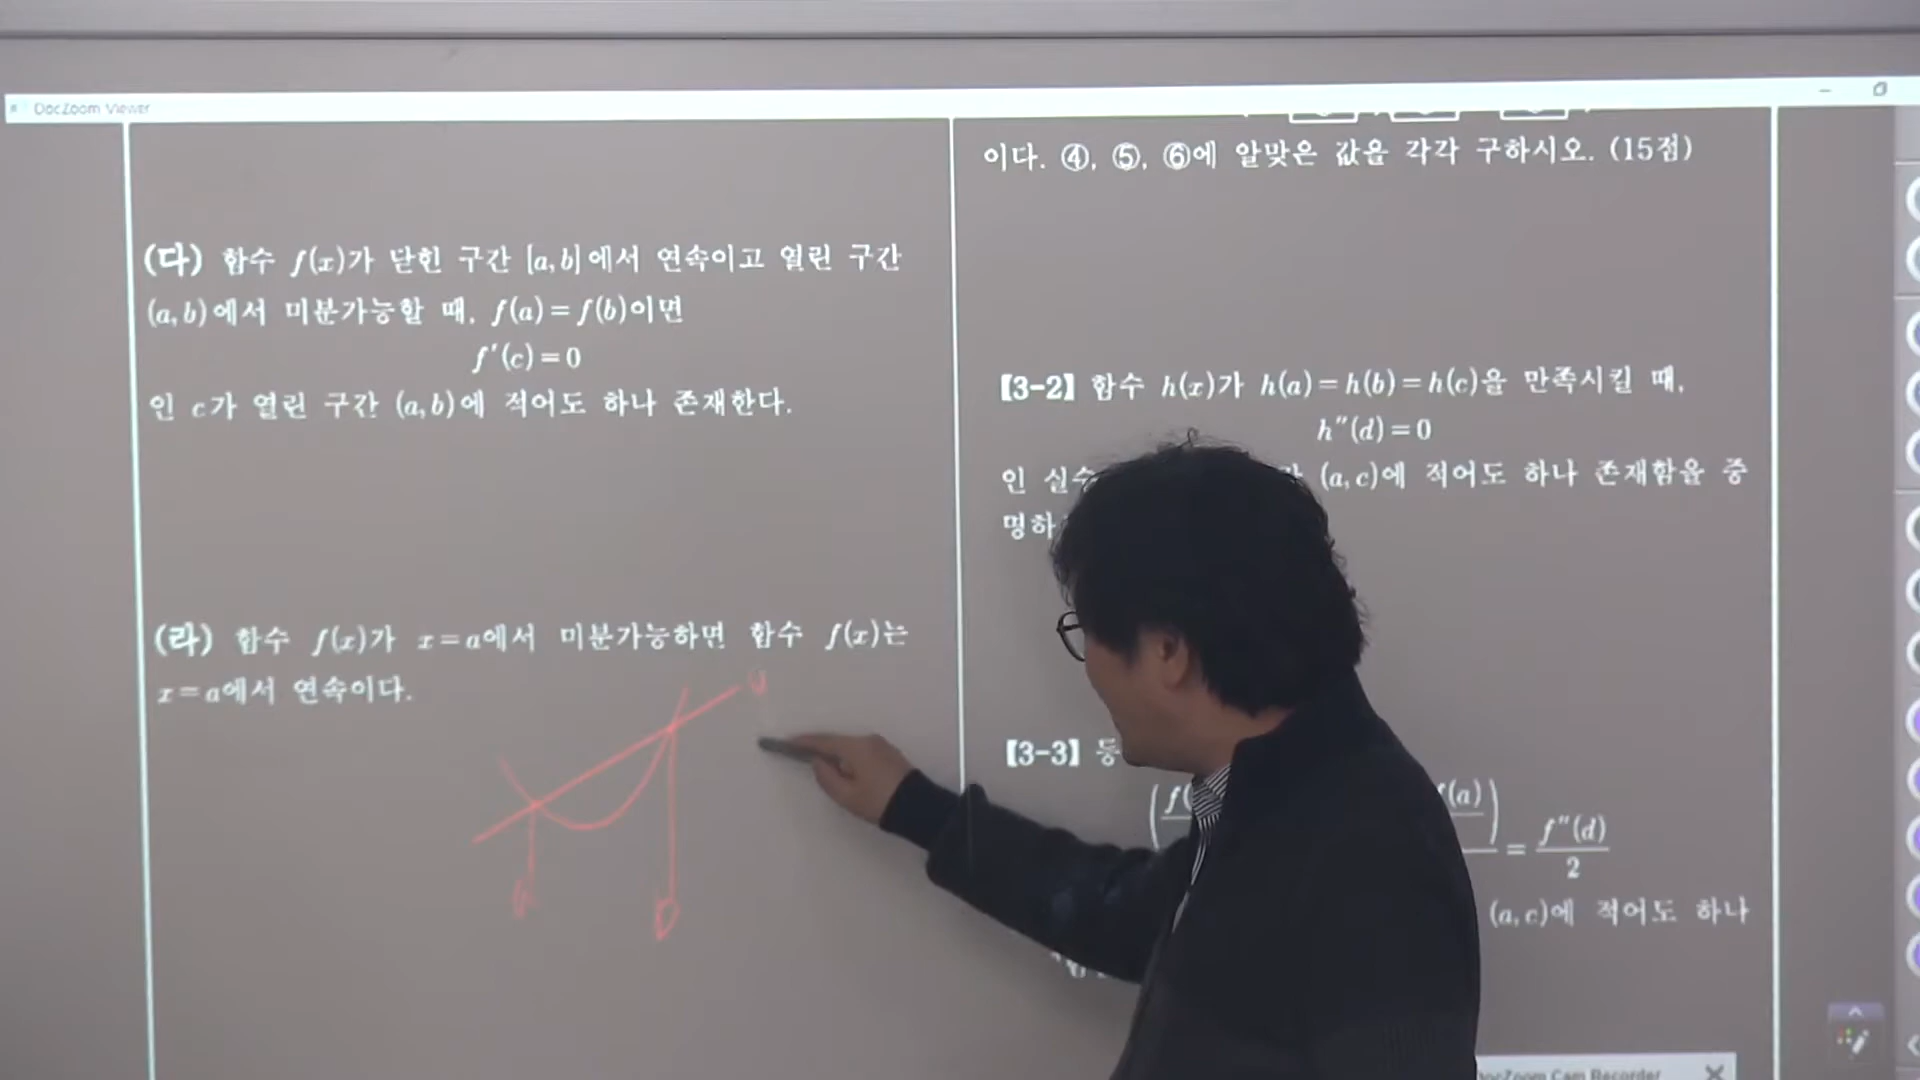 DocZoom Viewer
(다) 함수 f(x)가 닫힌 구간 [a, b]에서 연속이고 열린 구간
(a, b)에서 미분가능할 때, f(a) = f(b)이면
f′(c) = 0
인 c가 열린 구간 (a, b)에 적어도 하나 존재한다.
(라) 함수 f(x)가 x = a에서 미분가능하면 함수 f(x)는
x = a에서 연속이다.
a
b
이다. ④, ⑤, ⑥에 알맞은 값을 각각 구하시오. (15점)
【3-2】 함수 h(x)가 h(a) = h(b) = h(c)을 만족시킬 때,
h″(d) = 0
인 (a, c)에 적어도 하나 존재함을 증
명하
【3-3】
f(a)) = f″(d)/2
(a, c)에 적어도 하나
DocZoom Cam Recorder